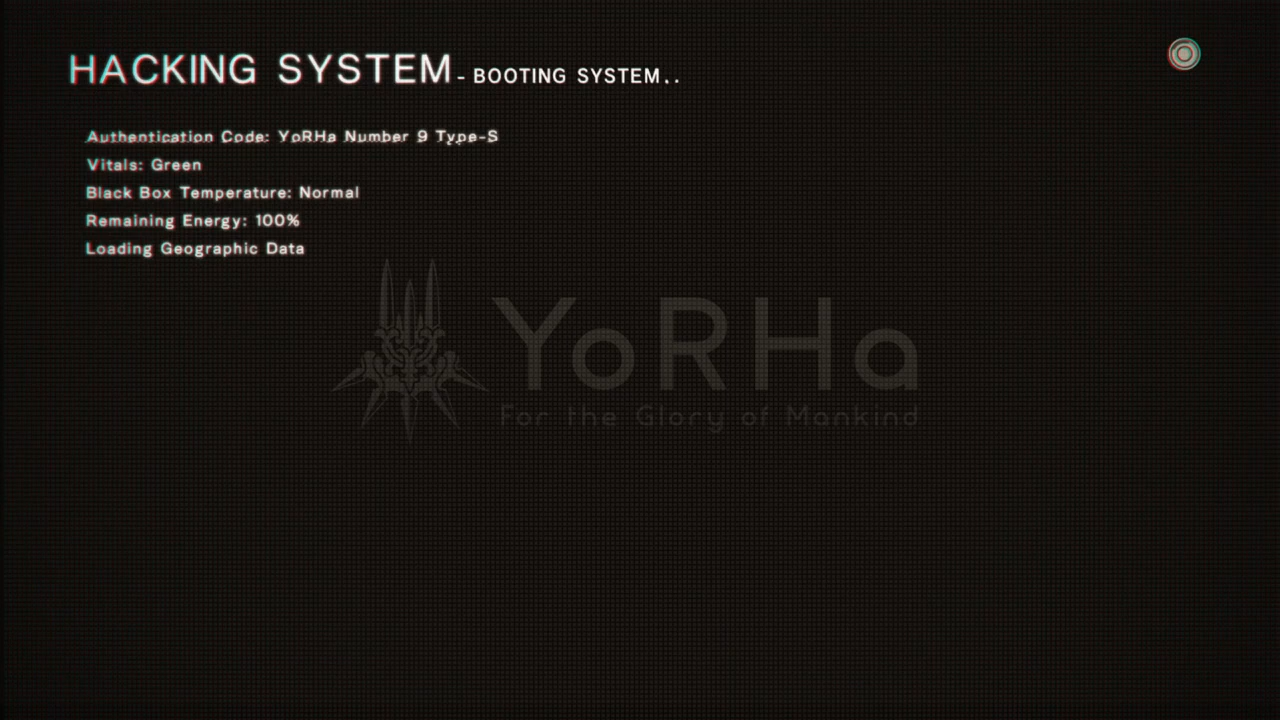 HACKING SYSTEM - BOOTING SYSTEM..
Authentication Code: YoRHa Number 9 Type-S
Vitals: Green
Black Box Temperature: Normal
Remaining Energy: 100%
Loading Geographic Data
YoRHa
For the Glory of Mankind